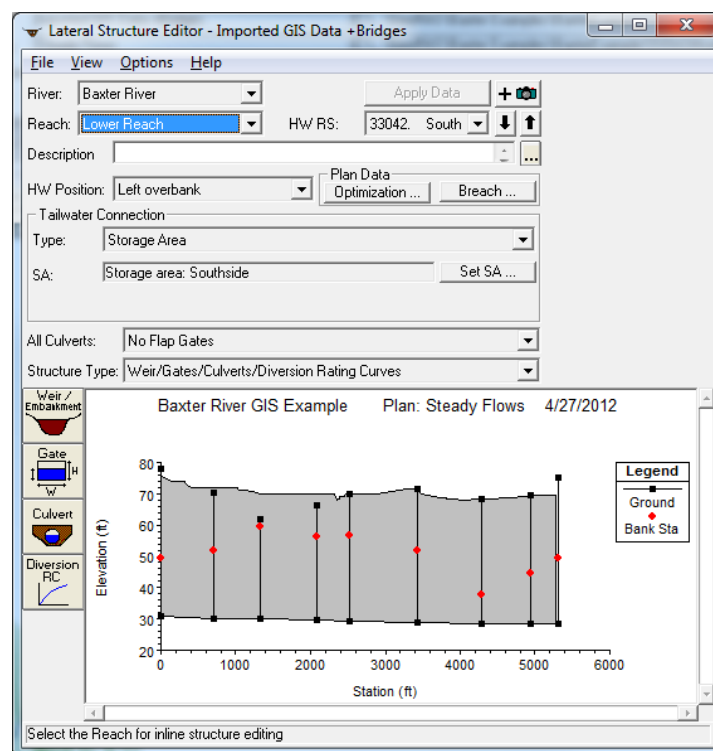 Lateral Structure Editor - Imported GIS Data +Bridges
File View Options Help
River: Baxter River Apply Data +
Reach: Lower Reach HW RS: 33042. South
Description ...
Plan Data
HW Position: Left overbank Optimization ... Breach ...
Tailwater Connection
Type: Storage Area
SA: Storage area: Southside Set SA ...
All Culverts: No Flap Gates
Structure Type: Weir/Gates/Culverts/Diversion Rating Curves
Weir / Embankment
Gate
H
W
Culvert
Diversion RC
Baxter River GIS Example Plan: Steady Flows 4/27/2012
80
70
60
50
40
30
20
Elevation (ft)
0 1000 2000 3000 4000 5000 6000
Station (ft)
Legend
Ground
Bank Sta
Select the Reach for inline structure editing